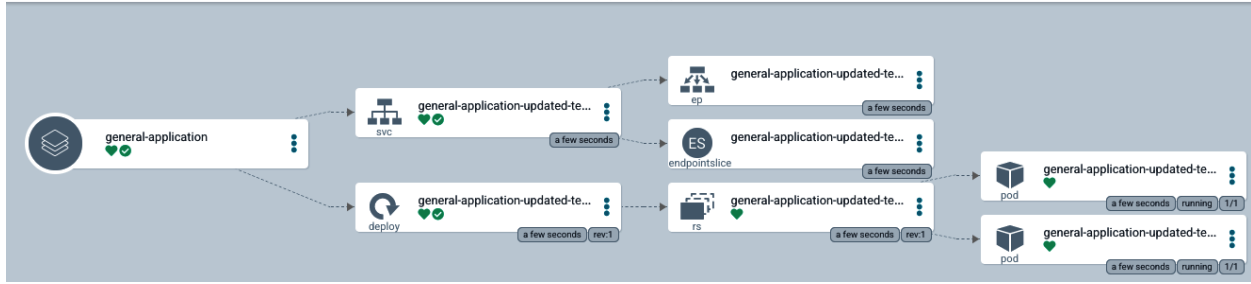 general-application
general-application-updated-te...
svc
a few seconds
general-application-updated-te...
deploy
a few seconds rev:1
general-application-updated-te...
ep
a few seconds
ES
general-application-updated-te...
endpointslice
a few seconds
general-application-updated-te...
rs
a few seconds rev:1
general-application-updated-te...
pod
a few seconds running 1/1
general-application-updated-te...
pod
a few seconds running 1/1